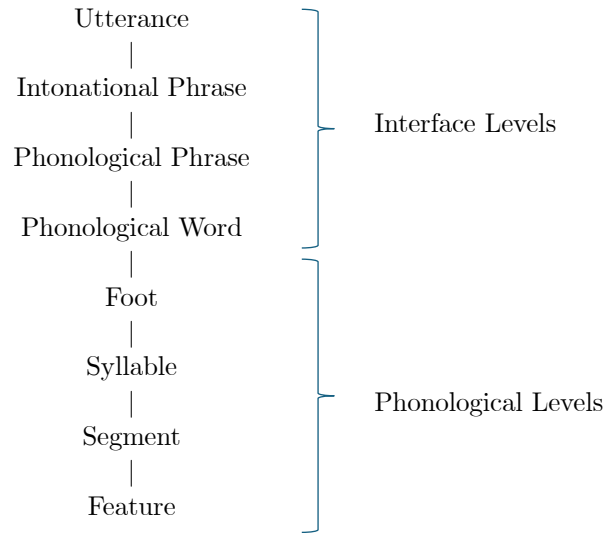 Utterance
Intonational Phrase
Phonological Phrase
Phonological Word
Interface Levels
Foot
Syllable
Segment
Feature
Phonological Levels